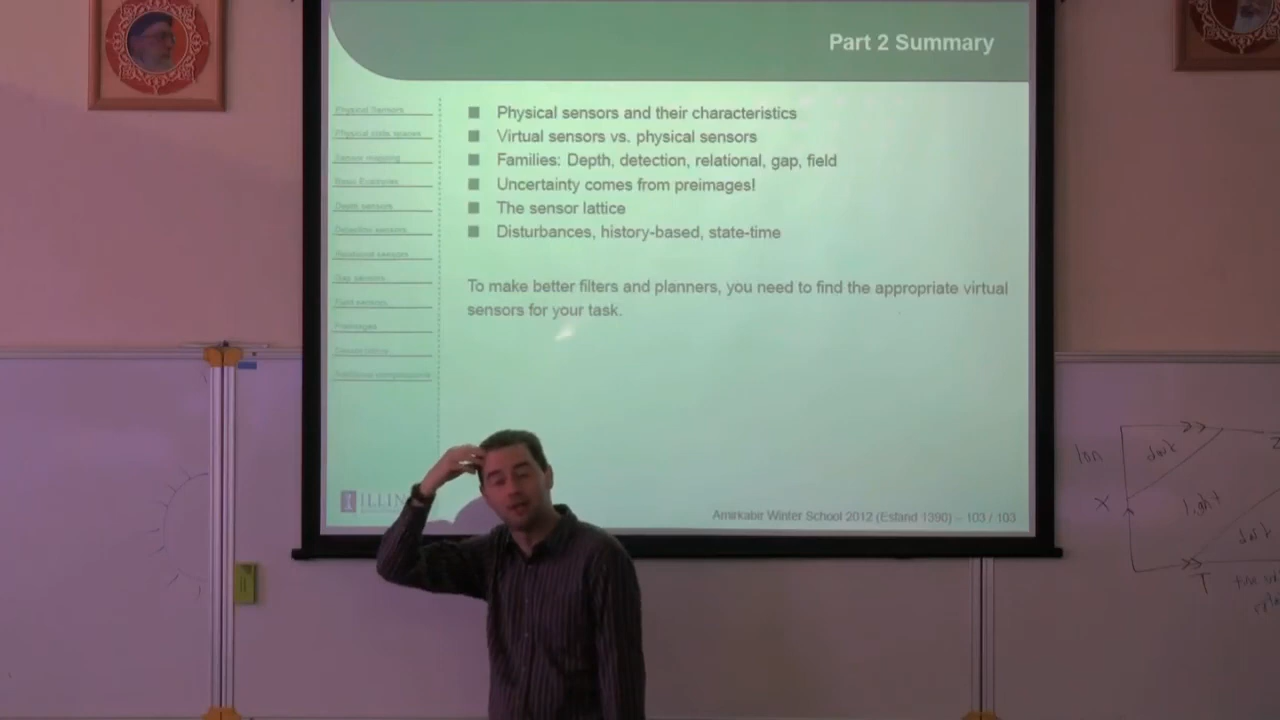 Part 2 Summary
Physical Sensors
Physical state spaces
Sensor mapping
Basic Examples
Depth sensors
Detection sensors
Relational sensors
Gap sensors
Field sensors
Preimages
■ Physical sensors and their characteristics
■ Virtual sensors vs. physical sensors
■ Families: Depth, detection, relational, gap, field
■ Uncertainty comes from preimages!
■ The sensor lattice
■ Disturbances, history-based, state-time
To make better filters and planners, you need to find the appropriate virtual
sensors for your task.
ILLIN
Amirkabir Winter School 2012 (Esfand 1390) – 103 / 103
dark
X
light
dark
T